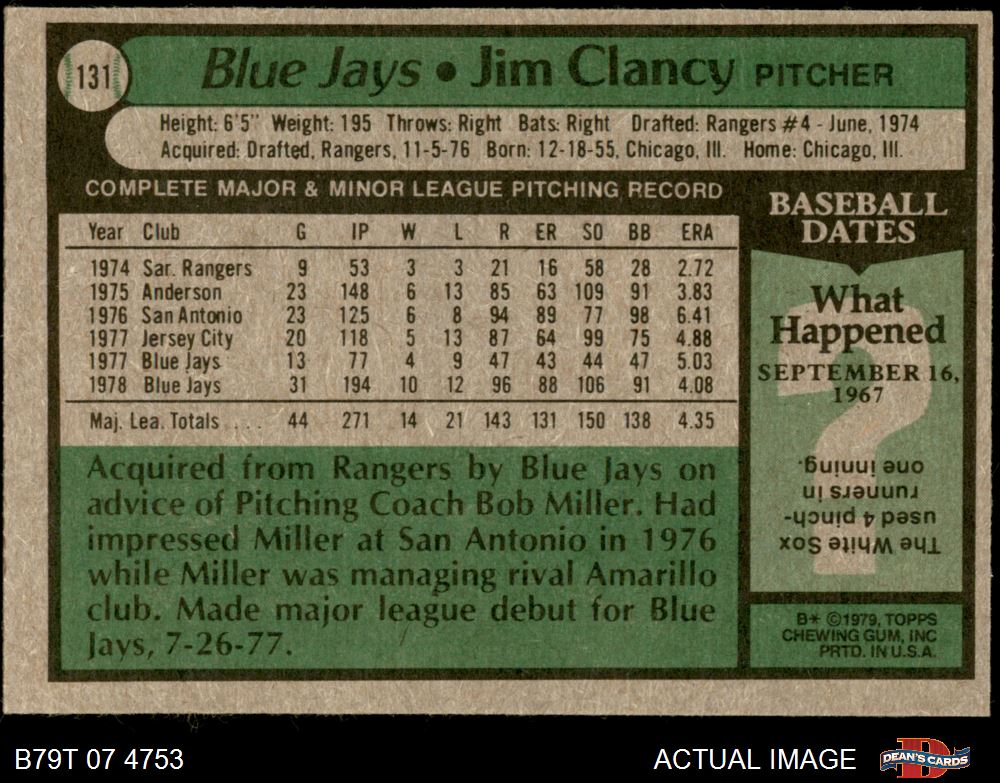 131
Blue Jays • Jim Clancy PITCHER
Height: 6'5" Weight: 195 Throws: Right Bats: Right Drafted: Rangers #4 - June, 1974
Acquired: Drafted, Rangers, 11-5-76 Born: 12-18-55, Chicago, Ill. Home: Chicago, Ill.
COMPLETE MAJOR & MINOR LEAGUE PITCHING RECORD
Year Club G IP W L R ER SO BB ERA
1974 Sar. Rangers 9 53 3 3 21 16 58 28 2.72
1975 Anderson 23 148 6 13 85 63 109 91 3.83
1976 San Antonio 23 125 6 8 94 89 77 98 6.41
1977 Jersey City 20 118 5 13 87 64 99 75 4.88
1977 Blue Jays 13 77 4 9 47 43 44 47 5.03
1978 Blue Jays 31 194 10 12 96 88 106 91 4.08
Maj. Lea. Totals . . . 44 271 14 21 143 131 150 138 4.35
Acquired from Rangers by Blue Jays on
advice of Pitching Coach Bob Miller. Had
impressed Miller at San Antonio in 1976
while Miller was managing rival Amarillo
club. Made major league debut for Blue
Jays, 7-26-77.
BASEBALL
DATES
What
Happened
SEPTEMBER 16,
1967
?
The White Sox
used 4 pinch-
runners in
one inning.
B* ©1979, TOPPS
CHEWING GUM, INC
PRTD. IN U.S.A.
B79T 07 4753
ACTUAL IMAGE
D
DEAN'S CARDS